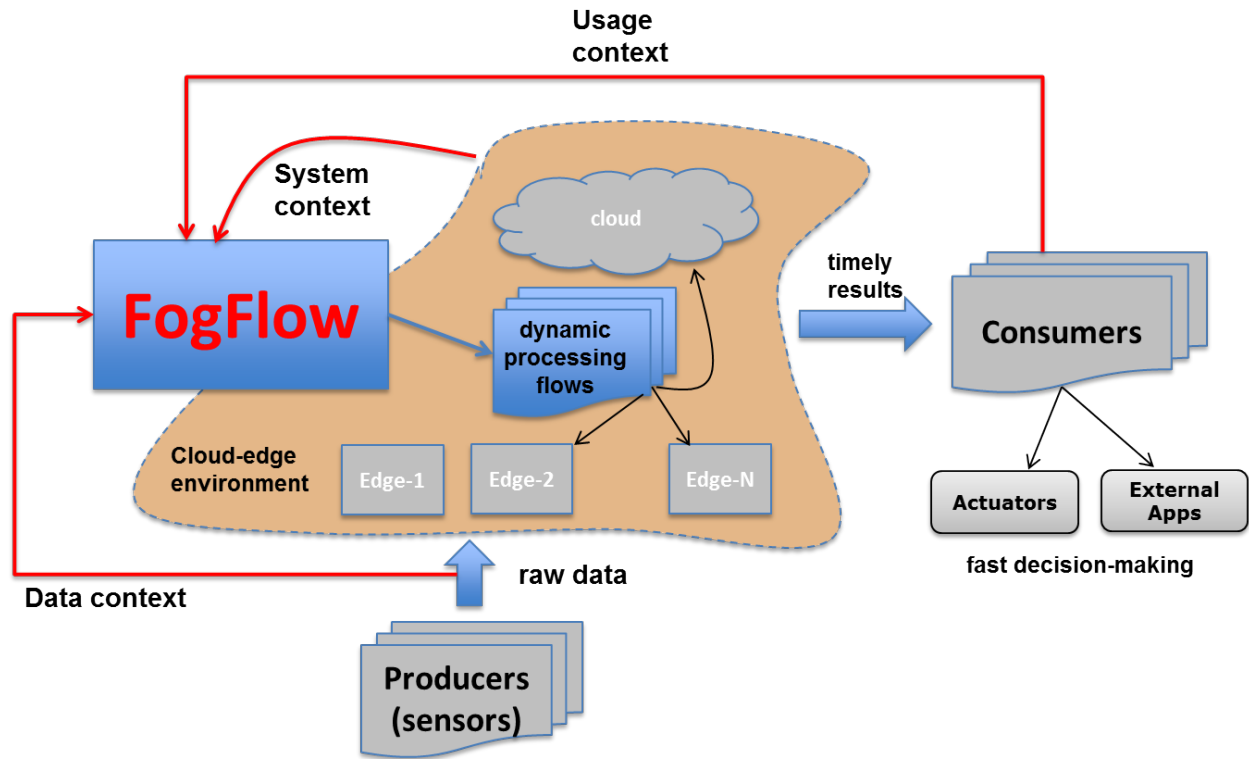 Usage
context
System
context
cloud
FogFlow
timely
results
dynamic
processing
flows
Consumers
Cloud-edge
environment
Edge-1
Edge-2
Edge-N
Actuators
External
Apps
fast decision-making
raw data
Data context
Producers
(sensors)